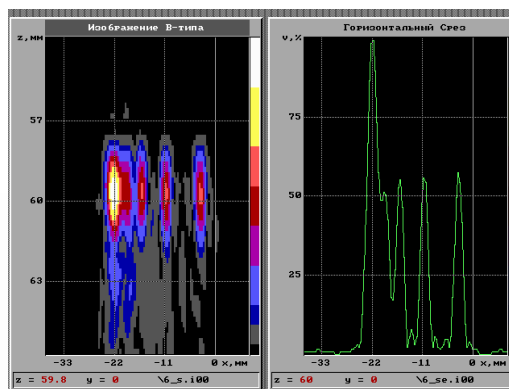 Изображение В-типа
z,мм
57
60
63
-33 -22 -11 0 x,мм
z = 59.8 y = 0 \6_s.i00
Горизонтальный Срез
v,%
75
50
25
-33 -22 -11 0 x,мм
z = 60 y = 0 \6_se.i00